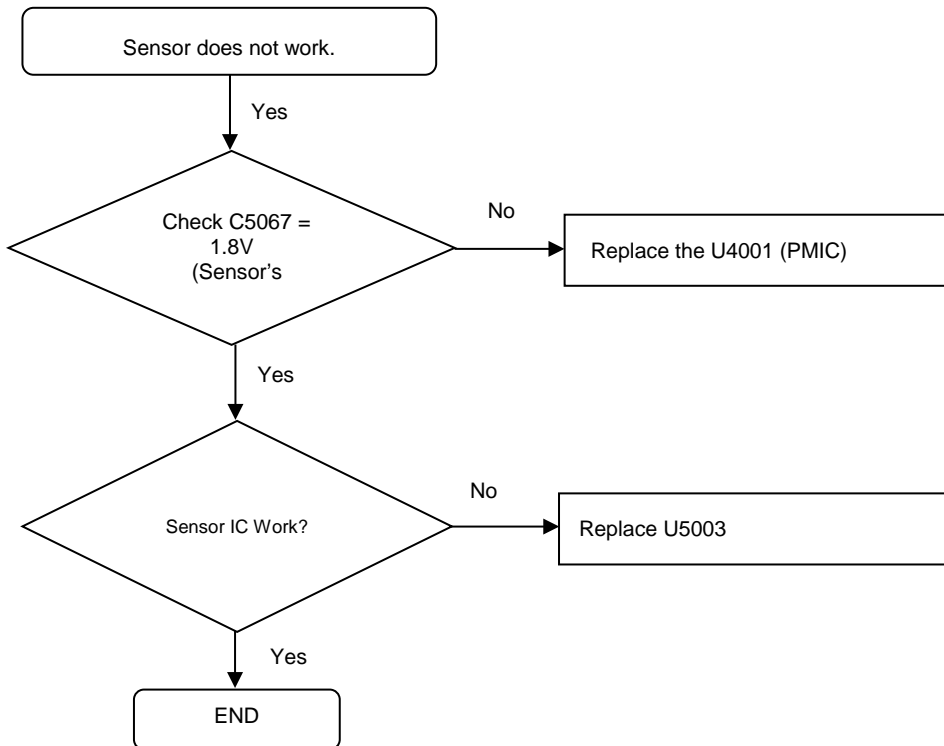 Sensor does not work.
Yes
Check C5067 =
1.8V
(Sensor's
No
Replace the U4001 (PMIC)
Yes
Sensor IC Work?
No
Replace U5003
Yes
END